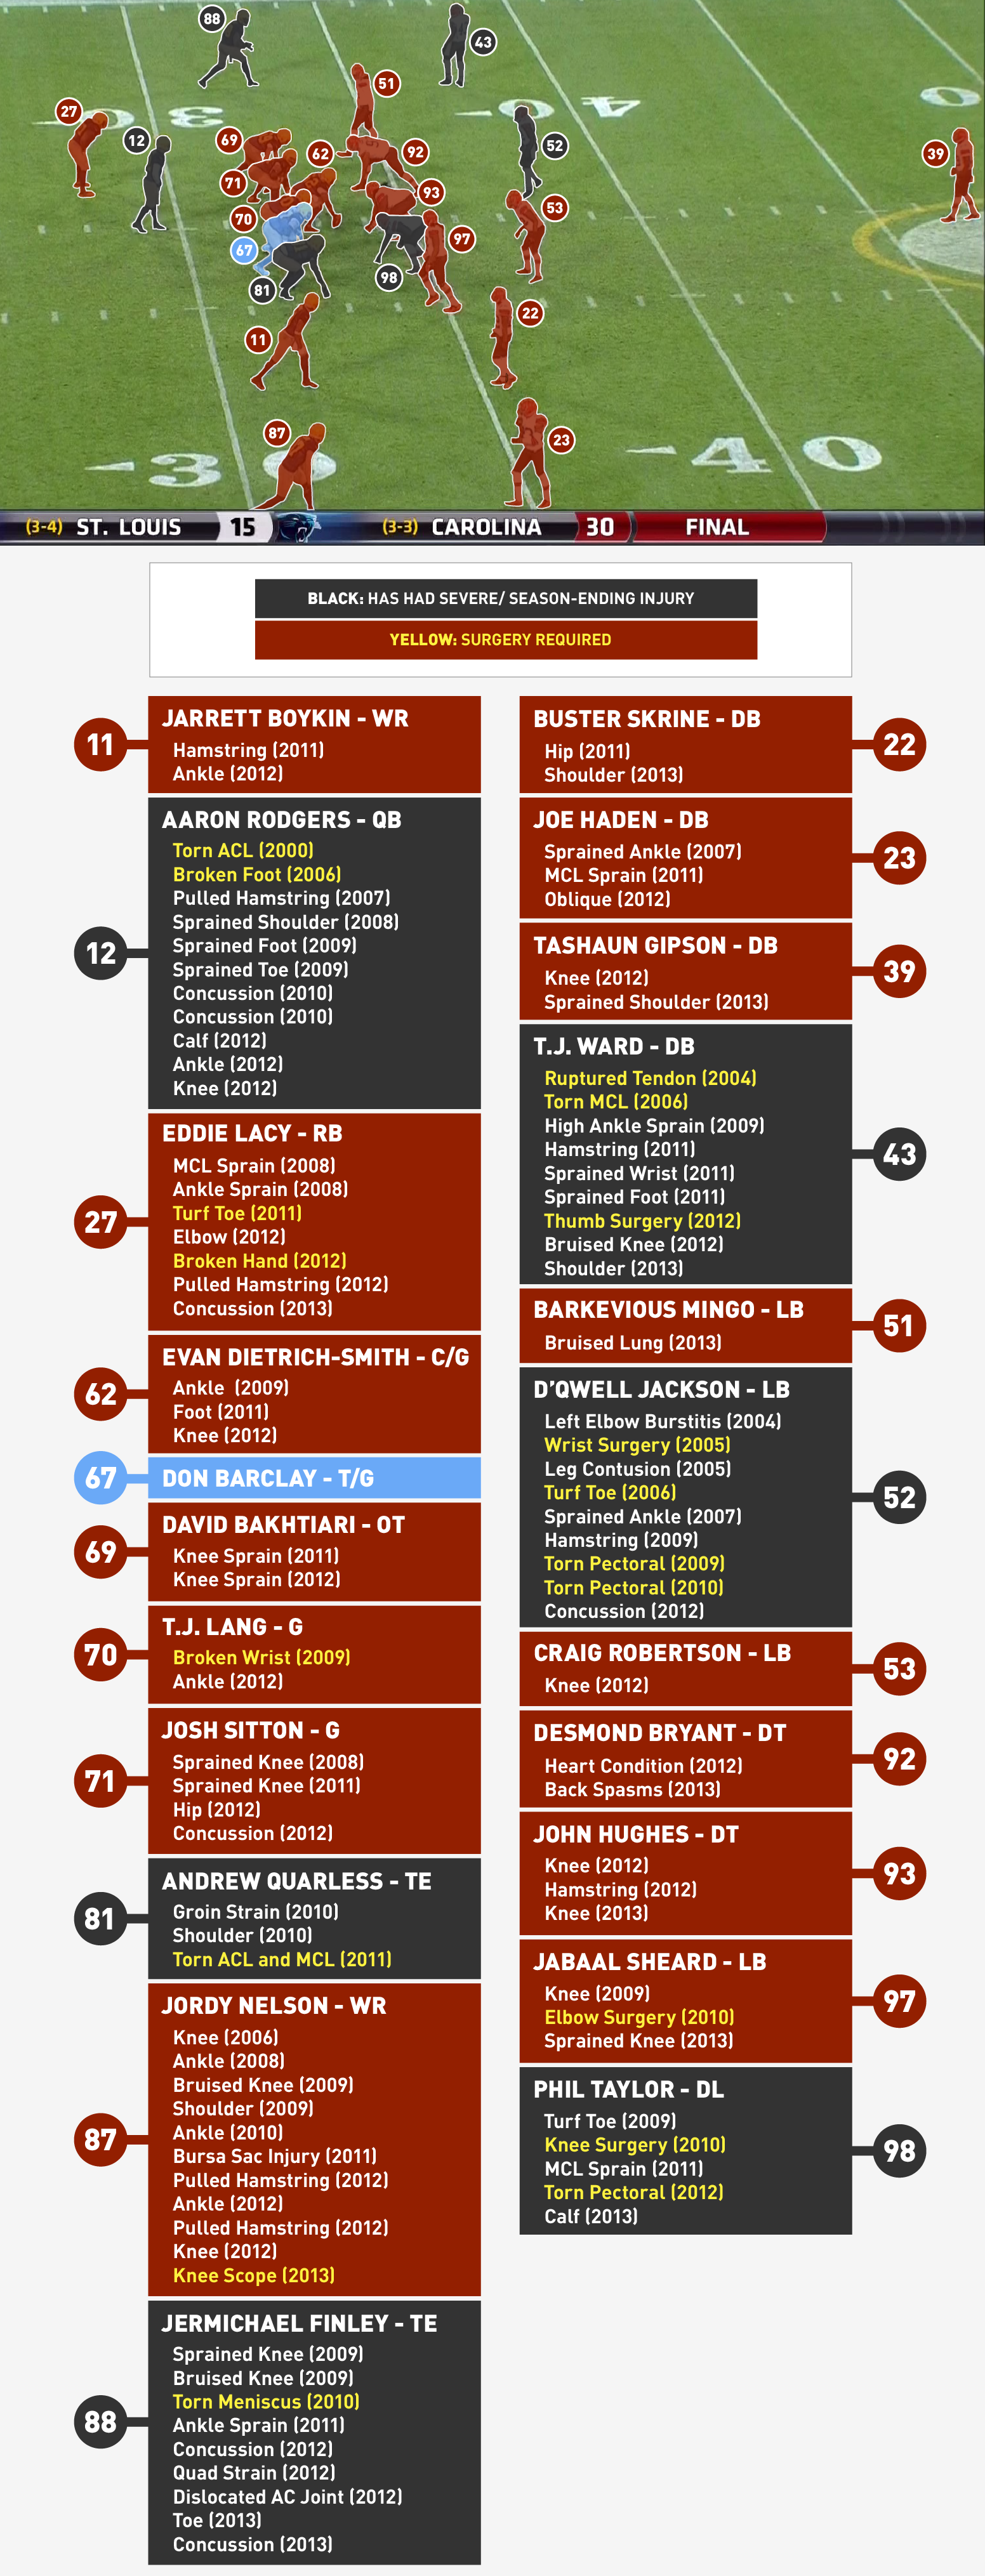 88
43
51
27
12
69
62
92
52
39
71
93
70
53
67
97
81
98
22
11
87
23
3
4 0
0
3
4 0
(3-4) ST. LOUIS 15 (3-3) CAROLINA 30 FINAL
BLACK: HAS HAD SEVERE/ SEASON-ENDING INJURY
YELLOW: SURGERY REQUIRED
11
JARRETT BOYKIN - WR
Hamstring (2011)
Ankle (2012)
12
AARON RODGERS - QB
Torn ACL (2000)
Broken Foot (2006)
Pulled Hamstring (2007)
Sprained Shoulder (2008)
Sprained Foot (2009)
Sprained Toe (2009)
Concussion (2010)
Concussion (2010)
Calf (2012)
Ankle (2012)
Knee (2012)
27
EDDIE LACY - RB
MCL Sprain (2008)
Ankle Sprain (2008)
Turf Toe (2011)
Elbow (2012)
Broken Hand (2012)
Pulled Hamstring (2012)
Concussion (2013)
62
EVAN DIETRICH-SMITH - C/G
Ankle (2009)
Foot (2011)
Knee (2012)
67
DON BARCLAY - T/G
69
DAVID BAKHTIARI - OT
Knee Sprain (2011)
Knee Sprain (2012)
70
T.J. LANG - G
Broken Wrist (2009)
Ankle (2012)
71
JOSH SITTON - G
Sprained Knee (2008)
Sprained Knee (2011)
Hip (2012)
Concussion (2012)
81
ANDREW QUARLESS - TE
Groin Strain (2010)
Shoulder (2010)
Torn ACL and MCL (2011)
87
JORDY NELSON - WR
Knee (2006)
Ankle (2008)
Bruised Knee (2009)
Shoulder (2009)
Ankle (2010)
Bursa Sac Injury (2011)
Pulled Hamstring (2012)
Ankle (2012)
Pulled Hamstring (2012)
Knee (2012)
Knee Scope (2013)
88
JERMICHAEL FINLEY - TE
Sprained Knee (2009)
Bruised Knee (2009)
Torn Meniscus (2010)
Ankle Sprain (2011)
Concussion (2012)
Quad Strain (2012)
Dislocated AC Joint (2012)
Toe (2013)
Concussion (2013)
BUSTER SKRINE - DB
Hip (2011)
Shoulder (2013)
22
JOE HADEN - DB
Sprained Ankle (2007)
MCL Sprain (2011)
Oblique (2012)
23
TASHAUN GIPSON - DB
Knee (2012)
Sprained Shoulder (2013)
39
T.J. WARD - DB
Ruptured Tendon (2004)
Torn MCL (2006)
High Ankle Sprain (2009)
Hamstring (2011)
Sprained Wrist (2011)
Sprained Foot (2011)
Thumb Surgery (2012)
Bruised Knee (2012)
Shoulder (2013)
43
BARKEVIOUS MINGO - LB
Bruised Lung (2013)
51
D'QWELL JACKSON - LB
Left Elbow Burstitis (2004)
Wrist Surgery (2005)
Leg Contusion (2005)
Turf Toe (2006)
Sprained Ankle (2007)
Hamstring (2009)
Torn Pectoral (2009)
Torn Pectoral (2010)
Concussion (2012)
52
CRAIG ROBERTSON - LB
Knee (2012)
53
DESMOND BRYANT - DT
Heart Condition (2012)
Back Spasms (2013)
92
JOHN HUGHES - DT
Knee (2012)
Hamstring (2012)
Knee (2013)
93
JABAAL SHEARD - LB
Knee (2009)
Elbow Surgery (2010)
Sprained Knee (2013)
97
PHIL TAYLOR - DL
Turf Toe (2009)
Knee Surgery (2010)
MCL Sprain (2011)
Torn Pectoral (2012)
Calf (2013)
98